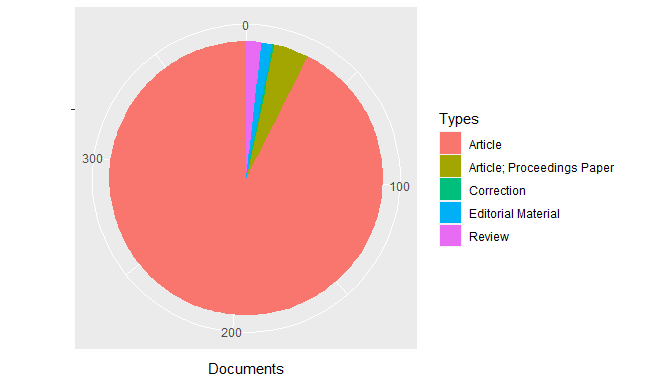 0
300
100
200
Documents
Types
Article
Article; Proceedings Paper
Correction
Editorial Material
Review